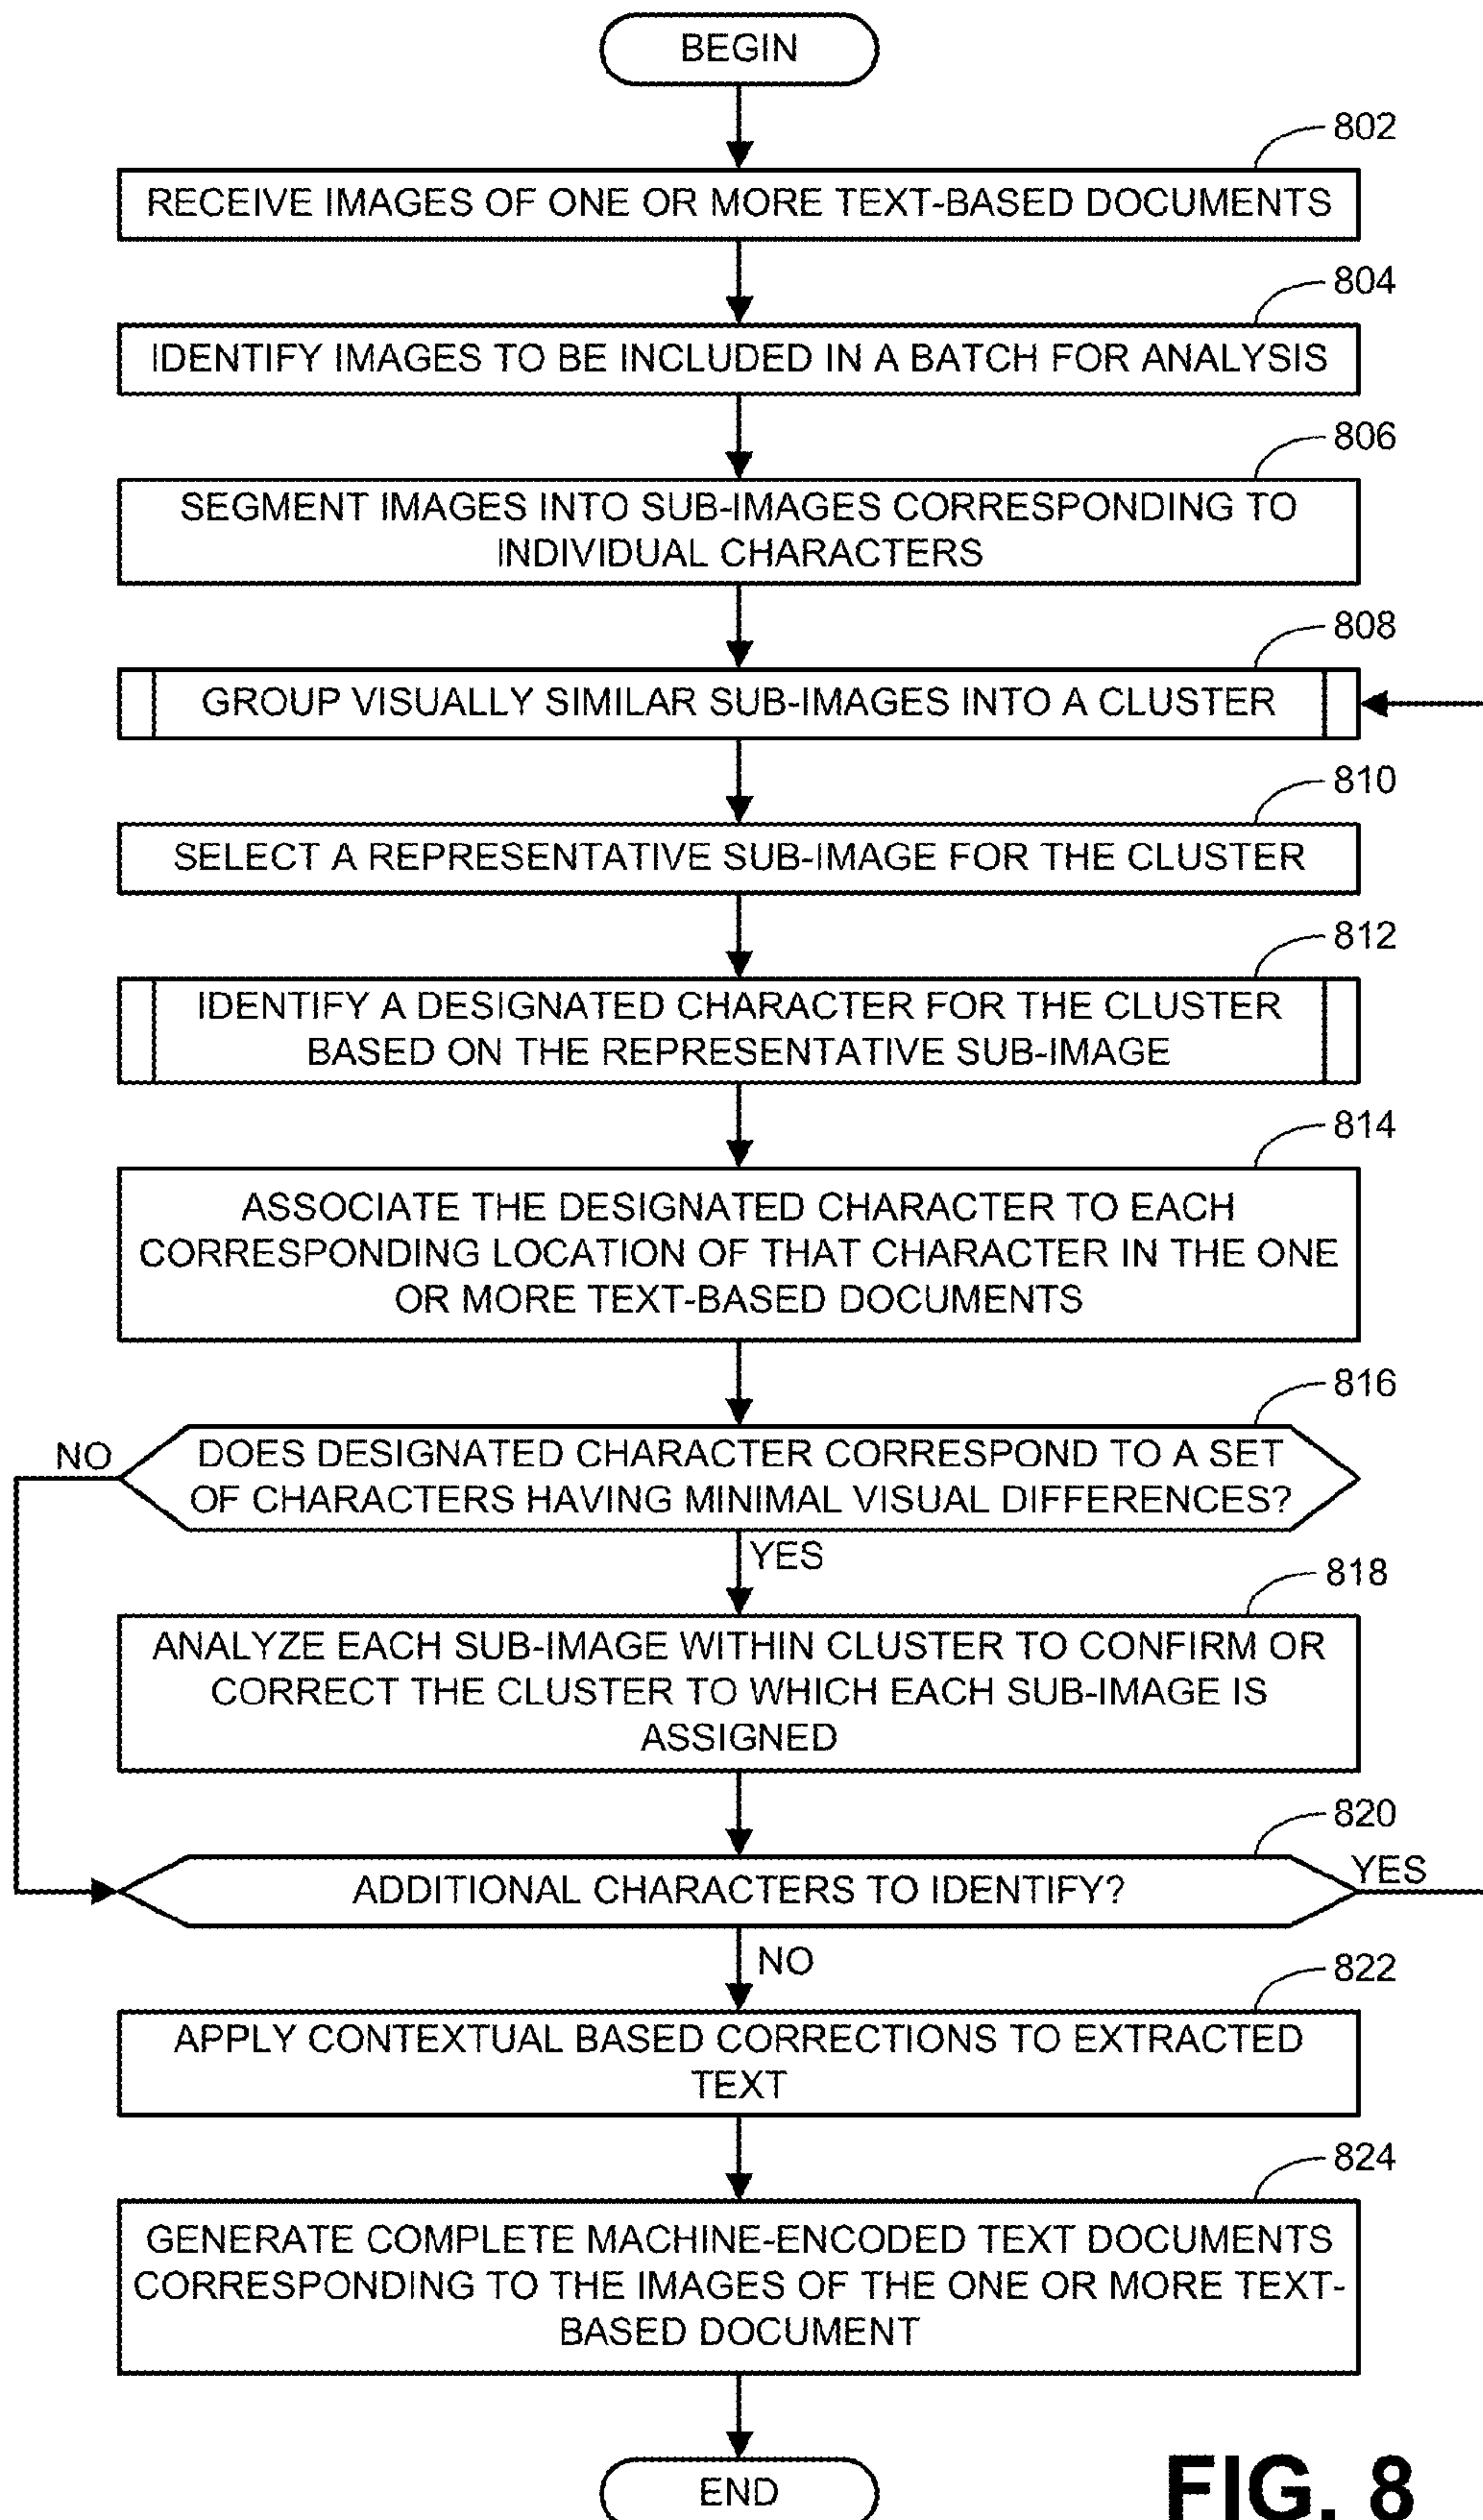 BEGIN
802
RECEIVE IMAGES OF ONE OR MORE TEXT-BASED DOCUMENTS
804
IDENTIFY IMAGES TO BE INCLUDED IN A BATCH FOR ANALYSIS
806
SEGMENT IMAGES INTO SUB-IMAGES CORRESPONDING TO
INDIVIDUAL CHARACTERS
808
GROUP VISUALLY SIMILAR SUB-IMAGES INTO A CLUSTER
810
SELECT A REPRESENTATIVE SUB-IMAGE FOR THE CLUSTER
812
IDENTIFY A DESIGNATED CHARACTER FOR THE CLUSTER
BASED ON THE REPRESENTATIVE SUB-IMAGE
814
ASSOCIATE THE DESIGNATED CHARACTER TO EACH
CORRESPONDING LOCATION OF THAT CHARACTER IN THE ONE
OR MORE TEXT-BASED DOCUMENTS
816
NO
DOES DESIGNATED CHARACTER CORRESPOND TO A SET
OF CHARACTERS HAVING MINIMAL VISUAL DIFFERENCES?
YES
818
ANALYZE EACH SUB-IMAGE WITHIN CLUSTER TO CONFIRM OR
CORRECT THE CLUSTER TO WHICH EACH SUB-IMAGE IS
ASSIGNED
820
ADDITIONAL CHARACTERS TO IDENTIFY?
YES
NO
822
APPLY CONTEXTUAL BASED CORRECTIONS TO EXTRACTED
TEXT
824
GENERATE COMPLETE MACHINE-ENCODED TEXT DOCUMENTS
CORRESPONDING TO THE IMAGES OF THE ONE OR MORE TEXT-
BASED DOCUMENT
END
FIG. 8